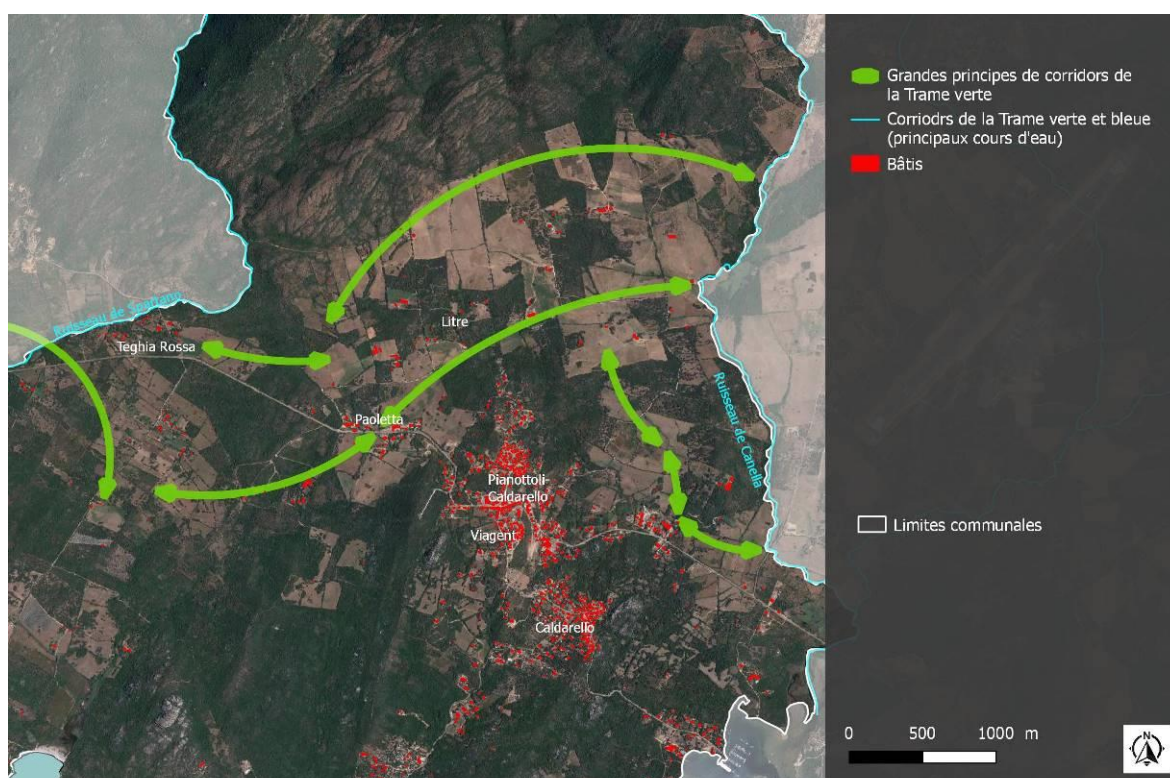 Grandes principes de corridors de
la Trame verte
Corriodrs de la Trame verte et bleue
(principaux cours d'eau)
Bâtis
Ruisseau de Spartano
Teghia Rossa
Litre
Paoletta
Ruisseau de Canella
Pianottoli-
Caldarello
Viagent
Limites communales
Caldarello
0 500 1000 m
N